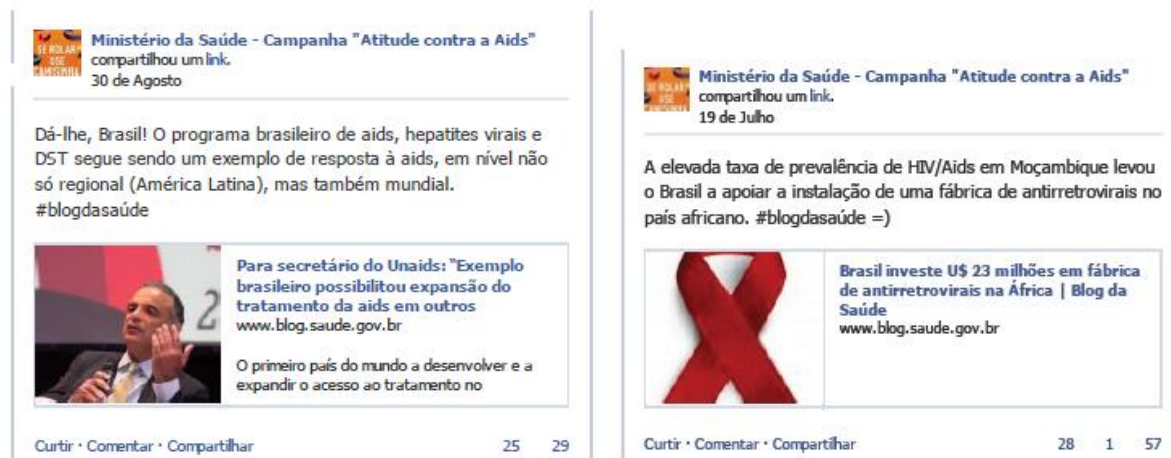 Ministério da Saúde - Campanha "Atitude contra a Aids"
compartilhou um link.
30 de Agosto
Dá-lhe, Brasil! O programa brasileiro de aids, hepatites virais e
DST segue sendo um exemplo de resposta à aids, em nível não
só regional (América Latina), mas também mundial.
#blogdasaúde
2
Para secretário do Unaids: "Exemplo
brasileiro possibilitou expansão do
tratamento da aids em outros
www.blog.saude.gov.br
O primeiro país do mundo a desenvolver e a
expandir o acesso ao tratamento no
Curtir · Comentar · Compartilhar 25 29
Ministério da Saúde - Campanha "Atitude contra a Aids"
compartilhou um link.
19 de Julho
A elevada taxa de prevalência de HIV/Aids em Moçambique levou
o Brasil a apoiar a instalação de uma fábrica de antirretrovirais no
país africano. #blogdasaúde =)
Brasil investe U$ 23 milhões em fábrica
de antirretrovirais na África | Blog da
Saúde
www.blog.saude.gov.br
Curtir · Comentar · Compartilhar 28 1 57